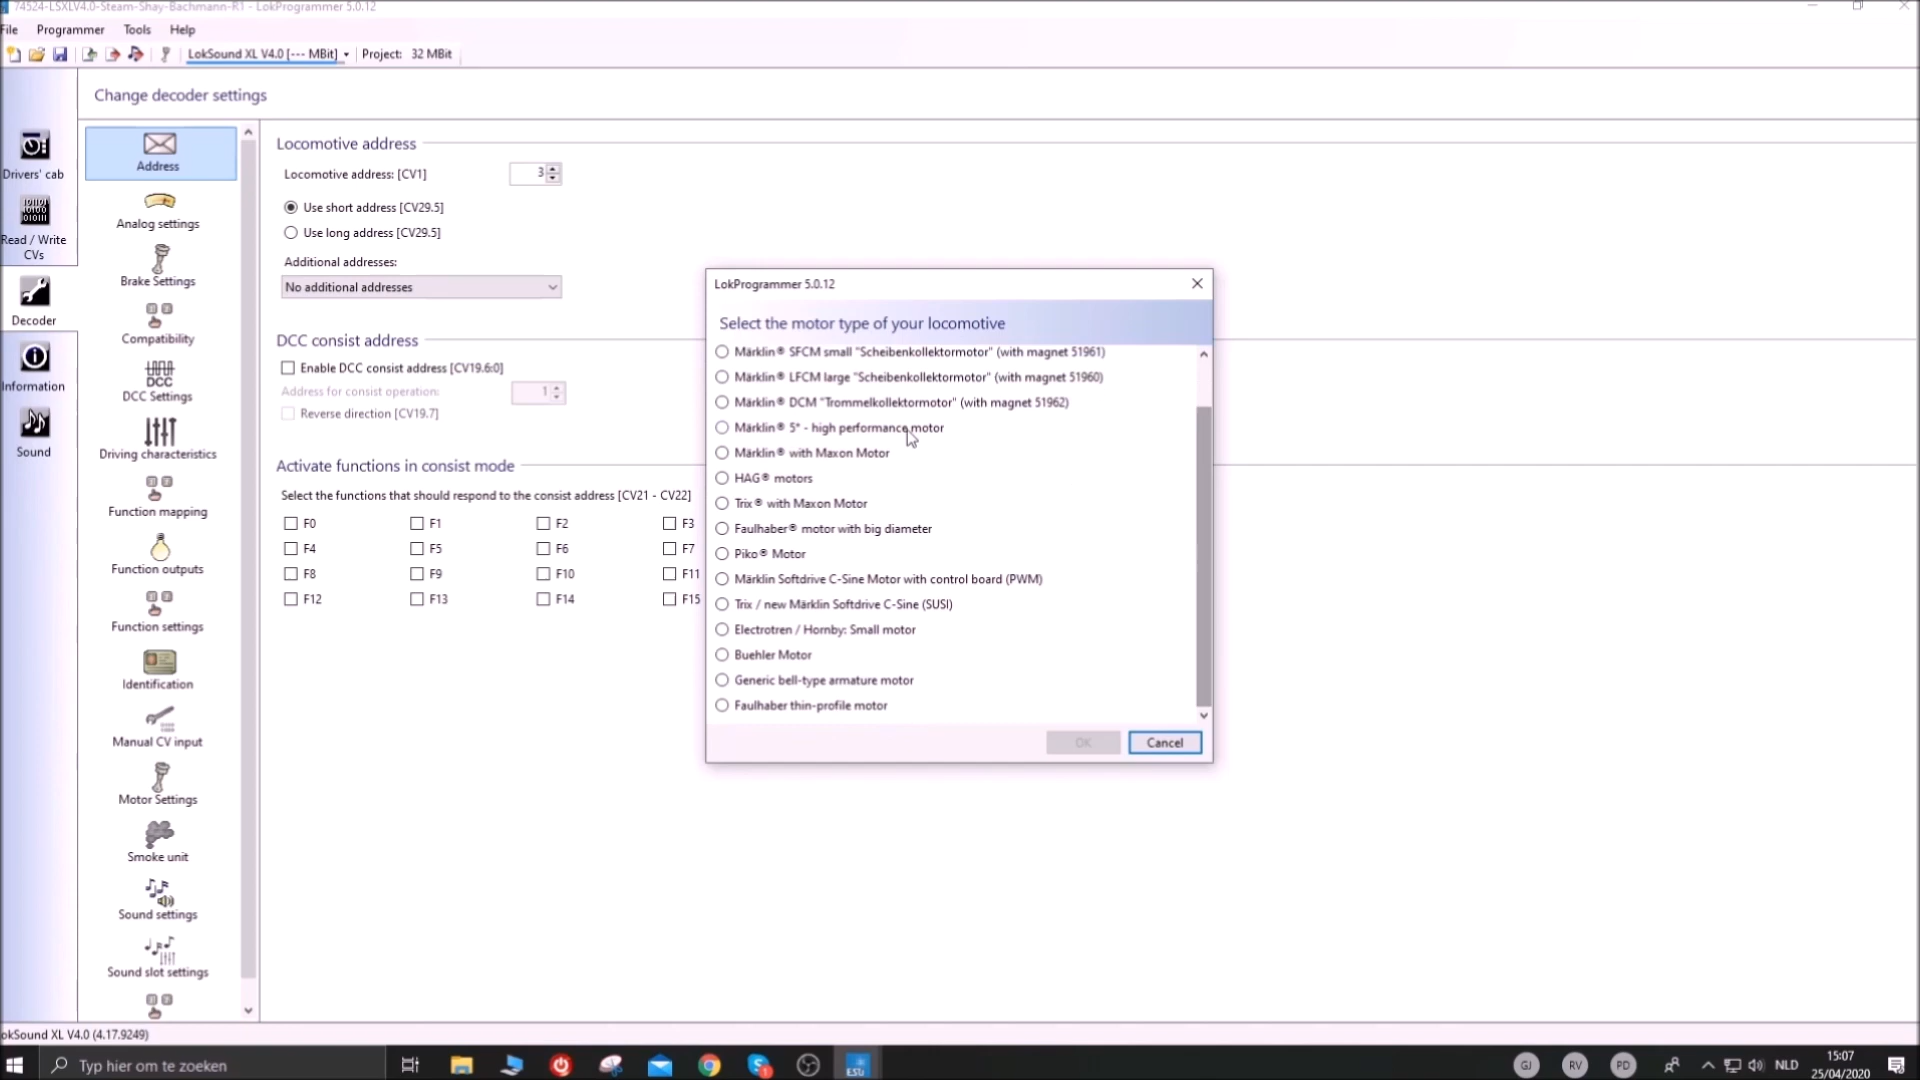 74524-LSXLV4.0-Steam-Shay-Bachmann-R1 - LokProgrammer 5.0.12
File Programmer Tools Help
LokSound XL V4.0 [--- MBit] Project: 32 MBit
Change decoder settings
Drivers' cab
Read / Write
CVs
Decoder
Information
Sound
Address
Analog settings
Brake Settings
Compatibility
DCC
DCC Settings
Driving characteristics
Function mapping
Function outputs
Function settings
Identification
Manual CV input
Motor Settings
Smoke unit
Sound settings
Sound slot settings
Locomotive address
Locomotive address: [CV1] 3
Use short address [CV29.5]
Use long address [CV29.5]
Additional addresses:
No additional addresses
DCC consist address
Enable DCC consist address [CV19.6:0]
Address for consist operation: 1
Reverse direction [CV19.7]
Activate functions in consist mode
Select the functions that should respond to the consist address [CV21 - CV22]
F0 F1 F2 F3
F4 F5 F6 F7
F8 F9 F10 F11
F12 F13 F14 F15
LokProgrammer 5.0.12
Select the motor type of your locomotive
Märklin® SFCM small "Scheibenkollektormotor" (with magnet 51961)
Märklin® LFCM large "Scheibenkollektormotor" (with magnet 51960)
Märklin® DCM "Trommelkollektormotor" (with magnet 51962)
Märklin® 5* - high performance motor
Märklin® with Maxon Motor
HAG® motors
Trix® with Maxon Motor
Faulhaber® motor with big diameter
Piko® Motor
Märklin Softdrive C-Sine Motor with control board (PWM)
Trix / new Märklin Softdrive C-Sine (SUSI)
Electrotren / Hornby: Small motor
Buehler Motor
Generic bell-type armature motor
Faulhaber thin-profile motor
OK Cancel
okSound XL V4.0 (4.17.9249)
Typ hier om te zoeken
ESU
GJ RV PD NLD
15:07
25/04/2020